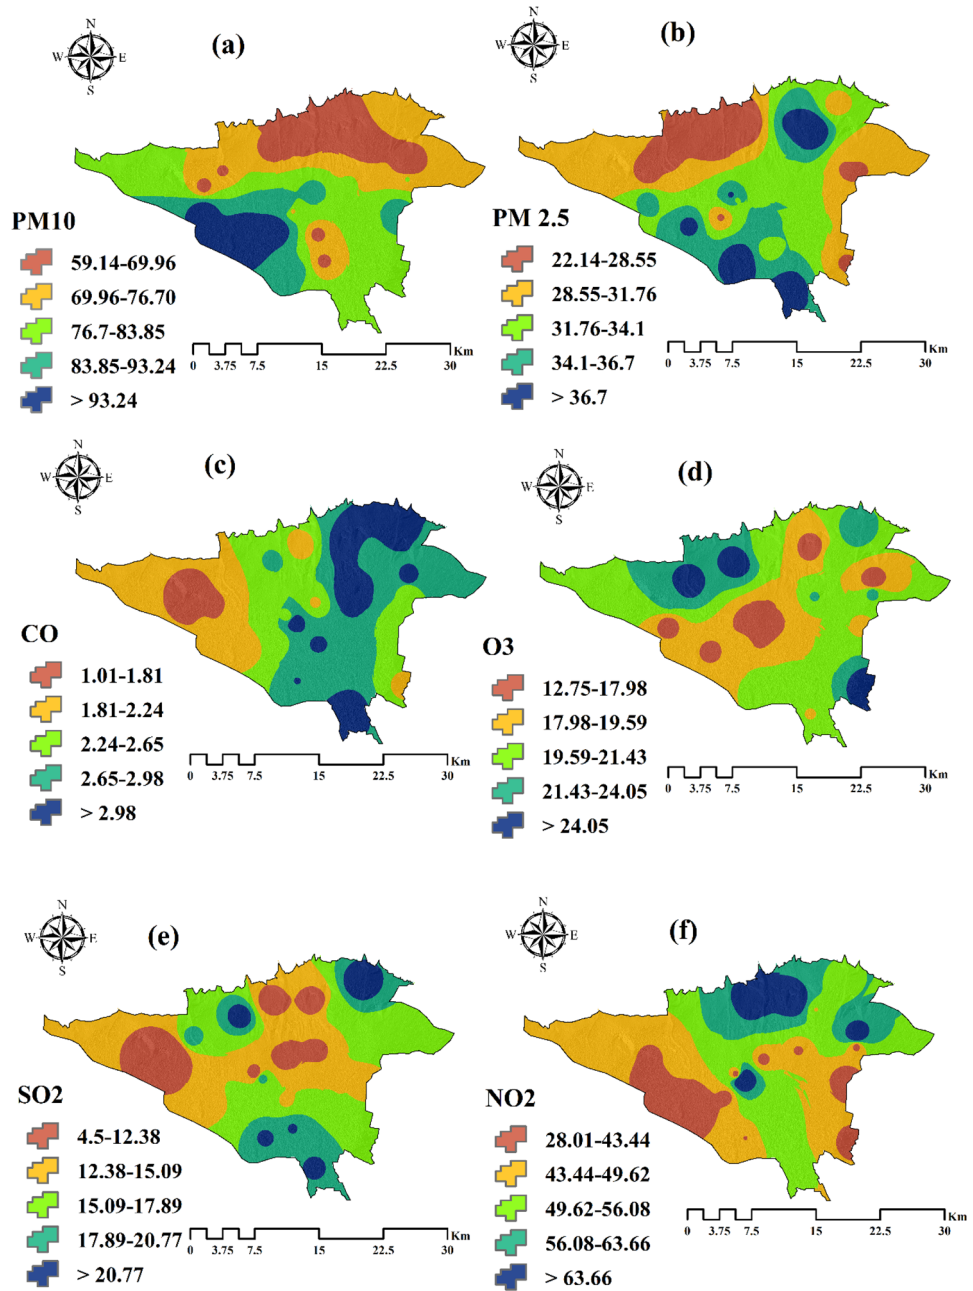 N
W E
S
(a)
PM10
59.14-69.96
69.96-76.70
76.7-83.85
83.85-93.24
> 93.24
Km
0 3.75 7.5 15 22.5 30
N
W E
S
(b)
PM 2.5
22.14-28.55
28.55-31.76
31.76-34.1
34.1-36.7
> 36.7
Km
0 3.75 7.5 15 22.5 30
N
W E
S
(c)
CO
1.01-1.81
1.81-2.24
2.24-2.65
2.65-2.98
> 2.98
Km
0 3.75 7.5 15 22.5 30
N
W E
S
(d)
O3
12.75-17.98
17.98-19.59
19.59-21.43
21.43-24.05
> 24.05
Km
0 3.75 7.5 15 22.5 30
N
W E
S
(e)
SO2
4.5-12.38
12.38-15.09
15.09-17.89
17.89-20.77
> 20.77
Km
0 3.75 7.5 15 22.5 30
N
W E
S
(f)
NO2
28.01-43.44
43.44-49.62
49.62-56.08
56.08-63.66
> 63.66
Km
0 3.75 7.5 15 22.5 30